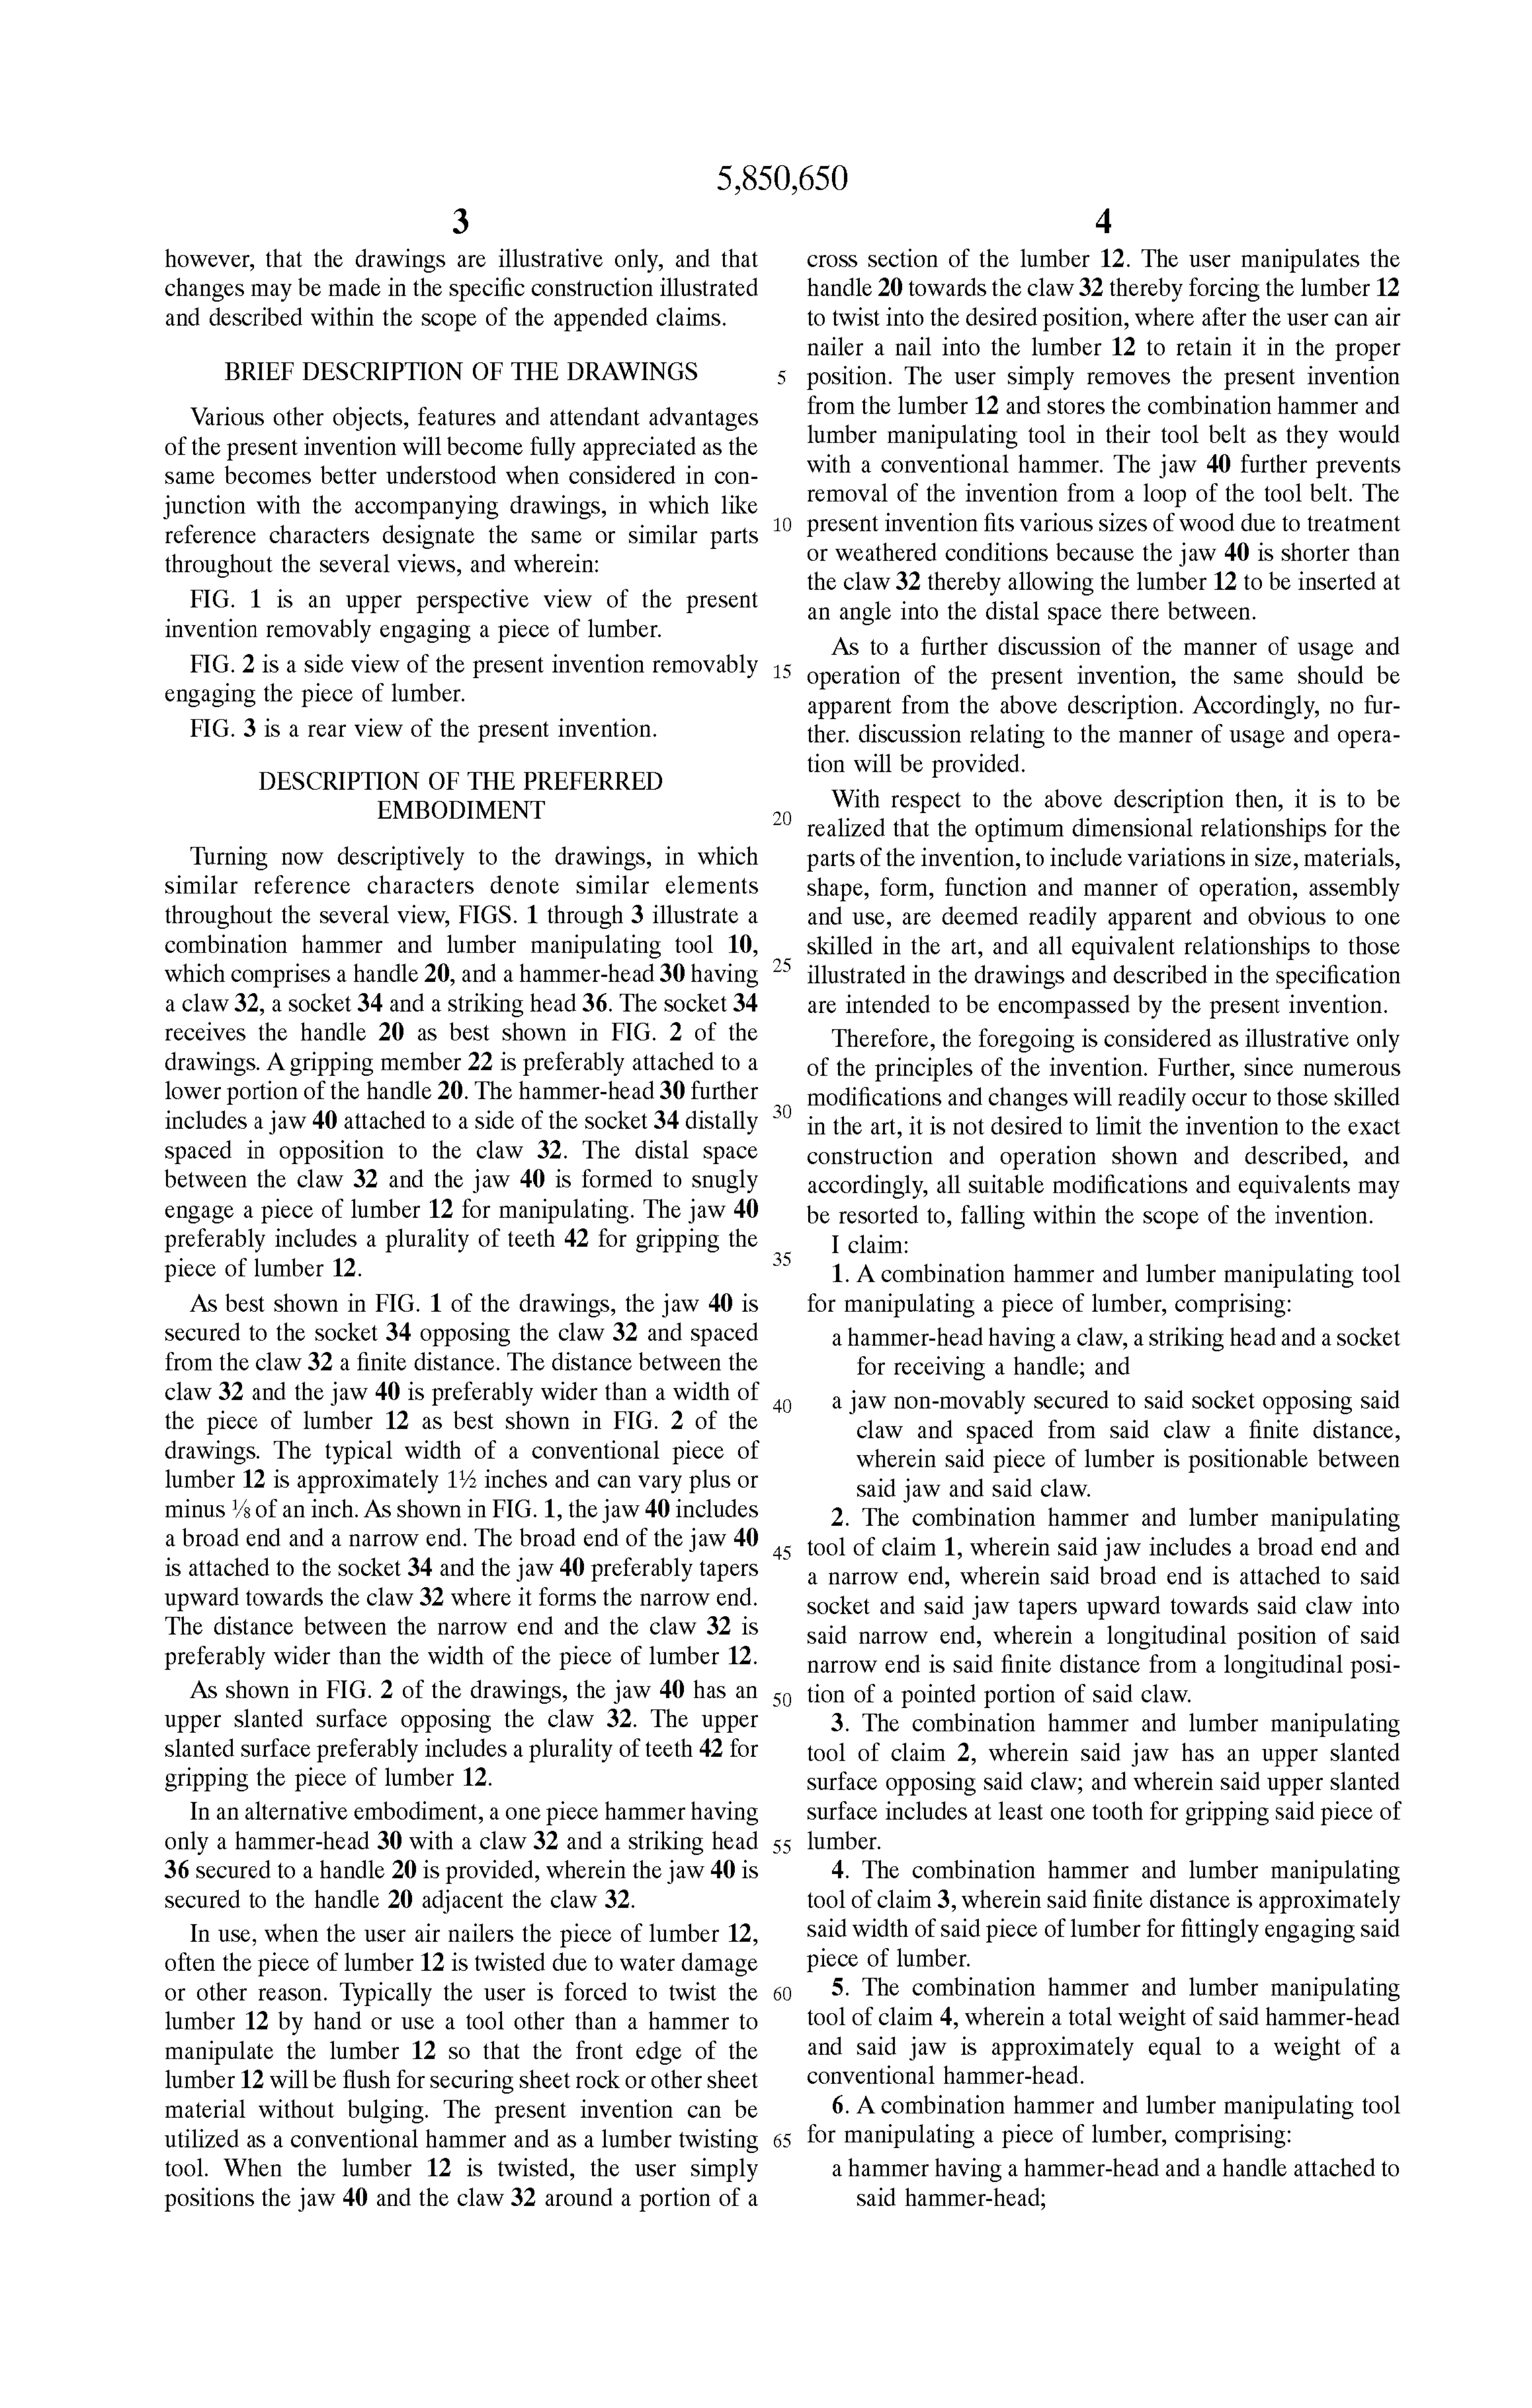 5,850,650
3
however, that the drawings are illustrative only, and that
changes may be made in the specific construction illustrated
and described within the scope of the appended claims.
BRIEF DESCRIPTION OF THE DRAWINGS
Various other objects, features and attendant advantages
of the present invention will become fully appreciated as the
same becomes better understood when considered in con-
junction with the accompanying drawings, in which like
reference characters designate the same or similar parts
throughout the several views, and wherein:
FIG. 1 is an upper perspective view of the present
invention removably engaging a piece of lumber.
FIG. 2 is a side view of the present invention removably
engaging the piece of lumber.
FIG. 3 is a rear view of the present invention.
DESCRIPTION OF THE PREFERRED
EMBODIMENT
Turning now descriptively to the drawings, in which
similar reference characters denote similar elements
throughout the several view, FIGS. 1 through 3 illustrate a
combination hammer and lumber manipulating tool 10,
which comprises a handle 20, and a hammer-head 30 having
a claw 32, a socket 34 and a striking head 36. The socket 34
receives the handle 20 as best shown in FIG. 2 of the
drawings. A gripping member 22 is preferably attached to a
lower portion of the handle 20. The hammer-head 30 further
includes a jaw 40 attached to a side of the socket 34 distally
spaced in opposition to the claw 32. The distal space
between the claw 32 and the jaw 40 is formed to snugly
engage a piece of lumber 12 for manipulating. The jaw 40
preferably includes a plurality of teeth 42 for gripping the
piece of lumber 12.
As best shown in FIG. 1 of the drawings, the jaw 40 is
secured to the socket 34 opposing the claw 32 and spaced
from the claw 32 a finite distance. The distance between the
claw 32 and the jaw 40 is preferably wider than a width of
the piece of lumber 12 as best shown in FIG. 2 of the
drawings. The typical width of a conventional piece of
lumber 12 is approximately 1½ inches and can vary plus or
minus ⅛ of an inch. As shown in FIG. 1, the jaw 40 includes
a broad end and a narrow end. The broad end of the jaw 40
is attached to the socket 34 and the jaw 40 preferably tapers
upward towards the claw 32 where it forms the narrow end.
The distance between the narrow end and the claw 32 is
preferably wider than the width of the piece of lumber 12.
As shown in FIG. 2 of the drawings, the jaw 40 has an
upper slanted surface opposing the claw 32. The upper
slanted surface preferably includes a plurality of teeth 42 for
gripping the piece of lumber 12.
In an alternative embodiment, a one piece hammer having
only a hammer-head 30 with a claw 32 and a striking head
36 secured to a handle 20 is provided, wherein the jaw 40 is
secured to the handle 20 adjacent the claw 32.
In use, when the user air nailers the piece of lumber 12,
often the piece of lumber 12 is twisted due to water damage
or other reason. Typically the user is forced to twist the
lumber 12 by hand or use a tool other than a hammer to
manipulate the lumber 12 so that the front edge of the
lumber 12 will be flush for securing sheet rock or other sheet
material without bulging. The present invention can be
utilized as a conventional hammer and as a lumber twisting
tool. When the lumber 12 is twisted, the user simply
positions the jaw 40 and the claw 32 around a portion of a
4
cross section of the lumber 12. The user manipulates the
handle 20 towards the claw 32 thereby forcing the lumber 12
to twist into the desired position, where after the user can air
nailer a nail into the lumber 12 to retain it in the proper
5 position. The user simply removes the present invention
from the lumber 12 and stores the combination hammer and
lumber manipulating tool in their tool belt as they would
with a conventional hammer. The jaw 40 further prevents
removal of the invention from a loop of the tool belt. The
10 present invention fits various sizes of wood due to treatment
or weathered conditions because the jaw 40 is shorter than
the claw 32 thereby allowing the lumber 12 to be inserted at
an angle into the distal space there between.
As to a further discussion of the manner of usage and
15 operation of the present invention, the same should be
apparent from the above description. Accordingly, no fur-
ther. discussion relating to the manner of usage and opera-
tion will be provided.
With respect to the above description then, it is to be
20 realized that the optimum dimensional relationships for the
parts of the invention, to include variations in size, materials,
shape, form, function and manner of operation, assembly
and use, are deemed readily apparent and obvious to one
skilled in the art, and all equivalent relationships to those
25 illustrated in the drawings and described in the specification
are intended to be encompassed by the present invention.
Therefore, the foregoing is considered as illustrative only
of the principles of the invention. Further, since numerous
modifications and changes will readily occur to those skilled
30 in the art, it is not desired to limit the invention to the exact
construction and operation shown and described, and
accordingly, all suitable modifications and equivalents may
be resorted to, falling within the scope of the invention.
I claim:
35 1. A combination hammer and lumber manipulating tool
for manipulating a piece of lumber, comprising:
a hammer-head having a claw, a striking head and a socket
for receiving a handle; and
40 a jaw non-movably secured to said socket opposing said
claw and spaced from said claw a finite distance,
wherein said piece of lumber is positionable between
said jaw and said claw.
2. The combination hammer and lumber manipulating
45 tool of claim 1, wherein said jaw includes a broad end and
a narrow end, wherein said broad end is attached to said
socket and said jaw tapers upward towards said claw into
said narrow end, wherein a longitudinal position of said
narrow end is said finite distance from a longitudinal posi-
50 tion of a pointed portion of said claw.
3. The combination hammer and lumber manipulating
tool of claim 2, wherein said jaw has an upper slanted
surface opposing said claw; and wherein said upper slanted
surface includes at least one tooth for gripping said piece of
55 lumber.
4. The combination hammer and lumber manipulating
tool of claim 3, wherein said finite distance is approximately
said width of said piece of lumber for fittingly engaging said
piece of lumber.
60 5. The combination hammer and lumber manipulating
tool of claim 4, wherein a total weight of said hammer-head
and said jaw is approximately equal to a weight of a
conventional hammer-head.
6. A combination hammer and lumber manipulating tool
65 for manipulating a piece of lumber, comprising:
a hammer having a hammer-head and a handle attached to
said hammer-head;